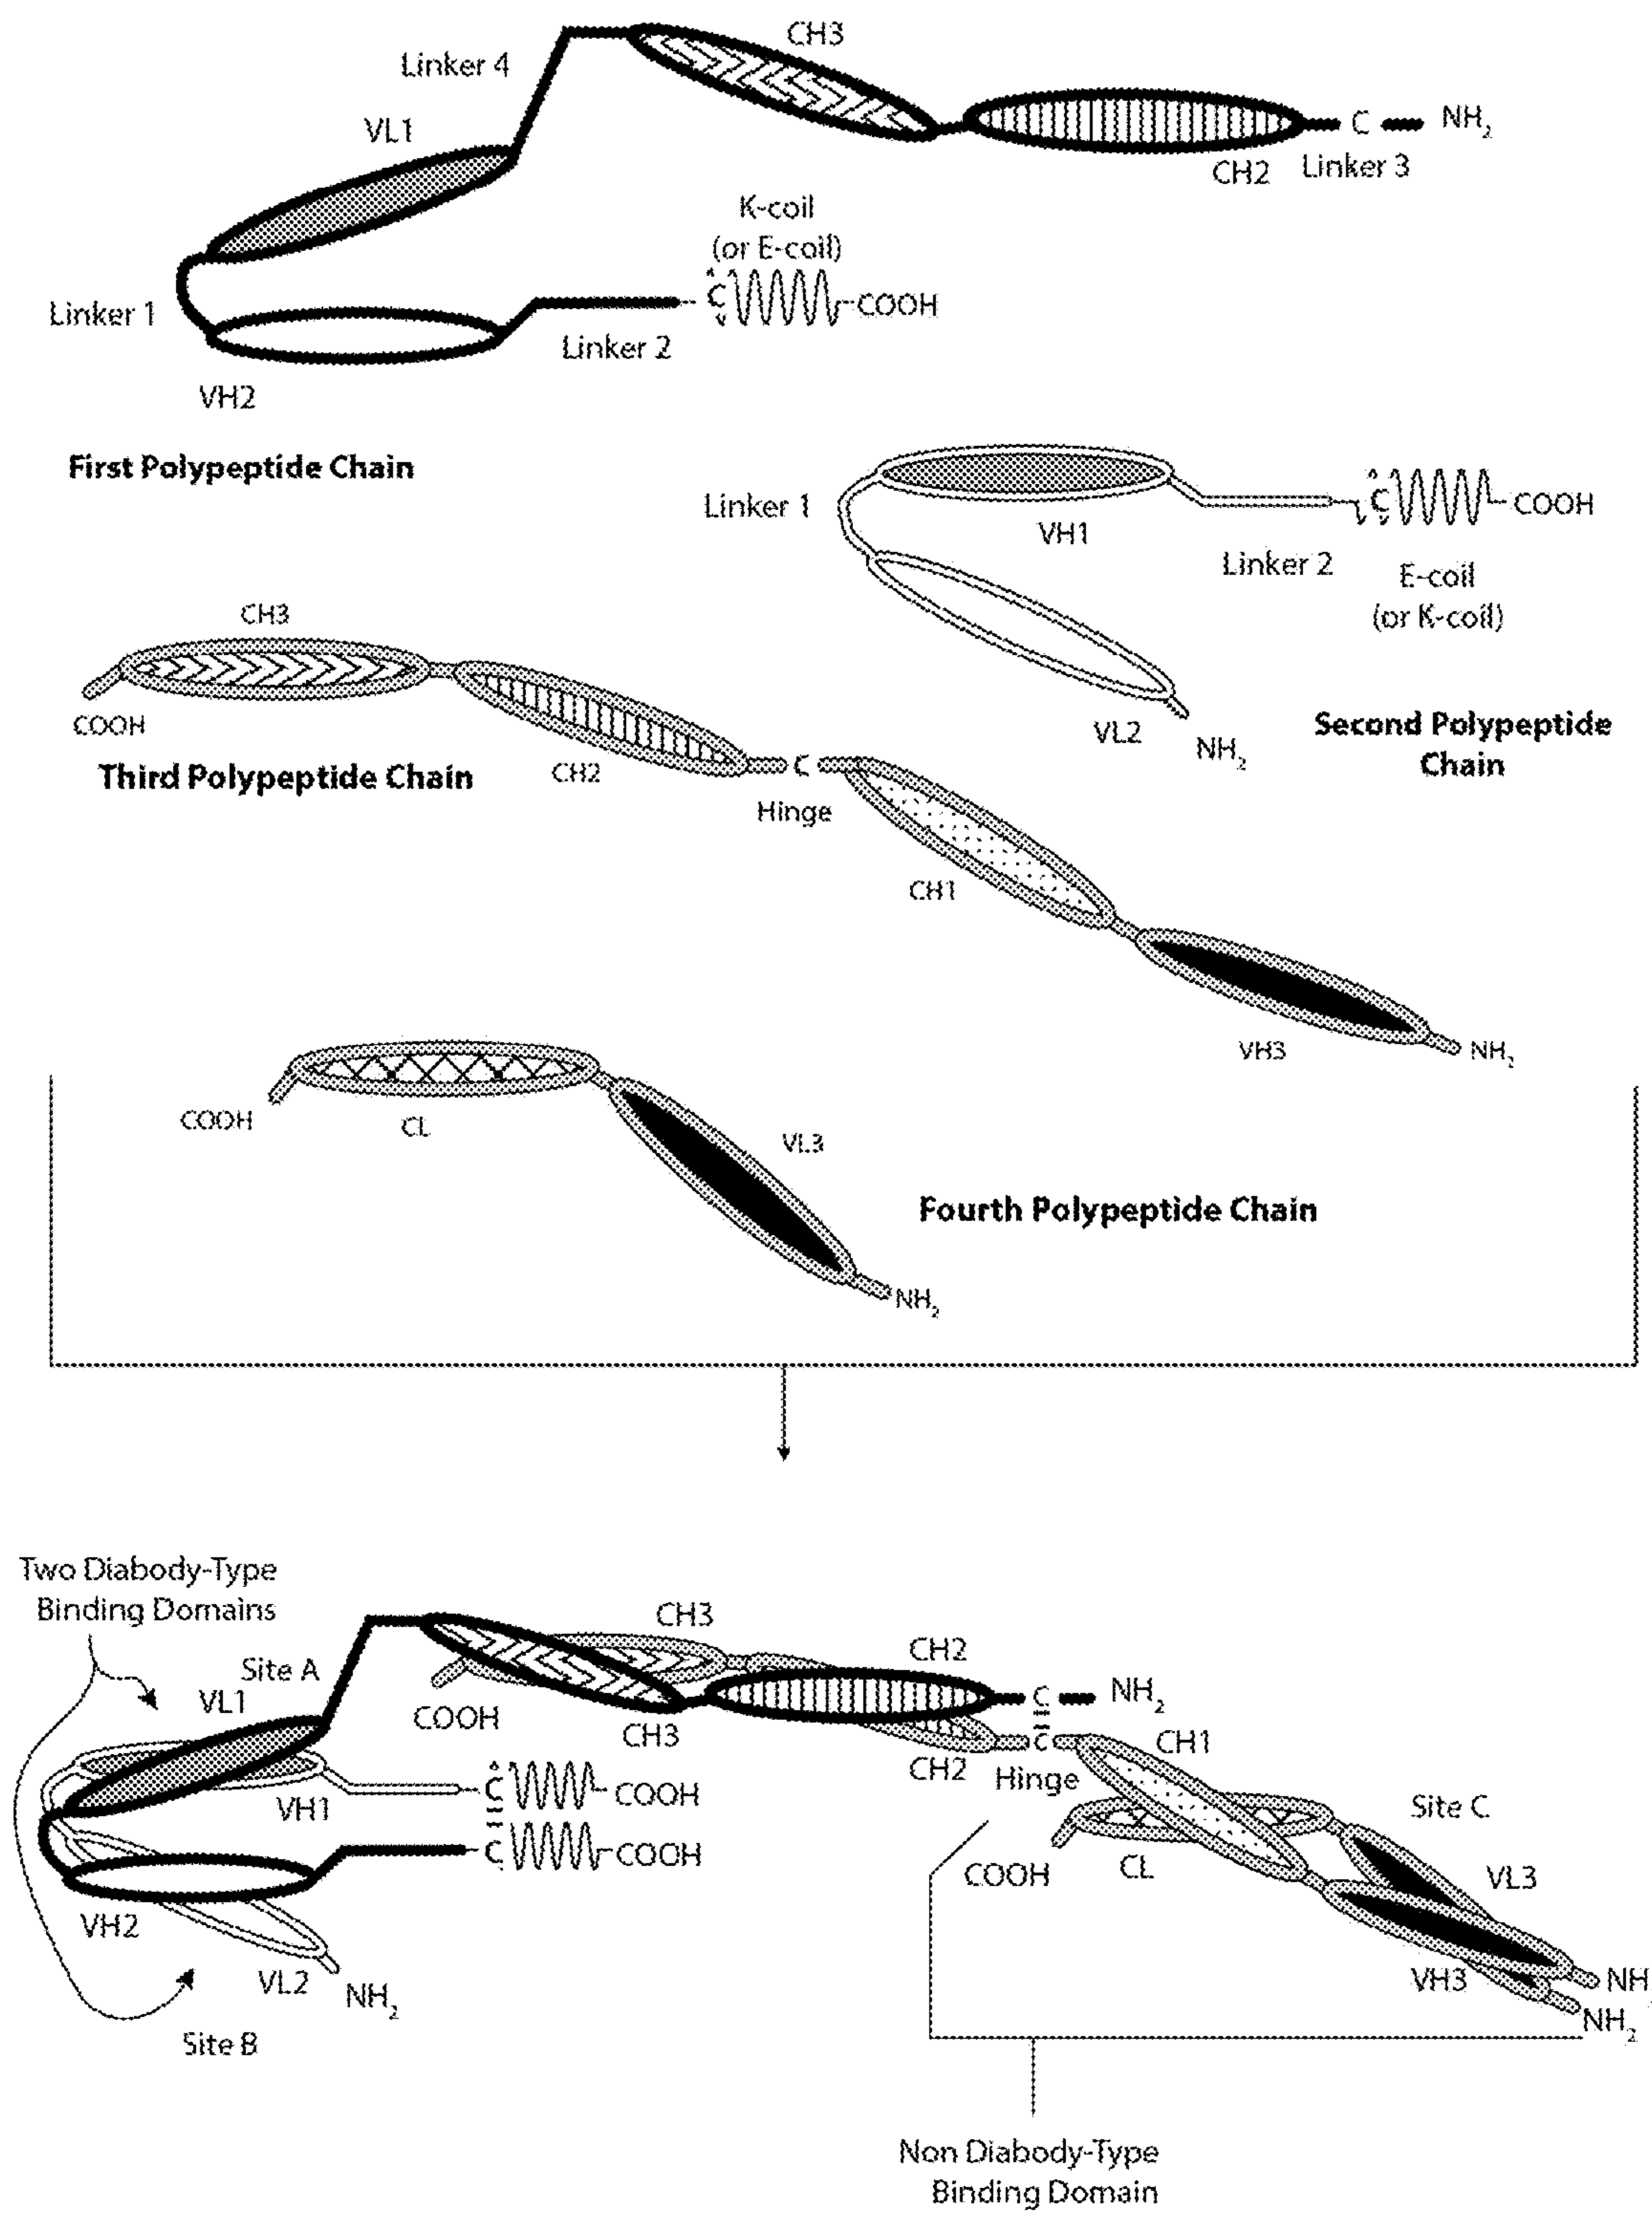 CH3
Linker 4
C
NH2
VL1
CH2
Linker 3
K-coil
(or E-coil)
C
COOH
Linker 1
Linker 2
VH2
First Polypeptide Chain
Linker 1
C
COOH
VH1
Linker 2
E-coil
(or K-coil)
CH3
COOH
VL2
NH2
Second Polypeptide
Chain
Third Polypeptide Chain
CH2
C
Hinge
CH1
VH3
NH2
COOH
CL
VL3
Fourth Polypeptide Chain
NH2
Two Diabody-Type
Binding Domains
CH3
CH2
Site A
VL1
COOH
CH3
C
NH2
C
CH2
Hinge
CH1
VH1
C
COOH
C
COOH
Site C
COOH
CL
VL3
VH2
VL2
NH2
VH3
NH
NH2
Site B
Non Diabody-Type
Binding Domain